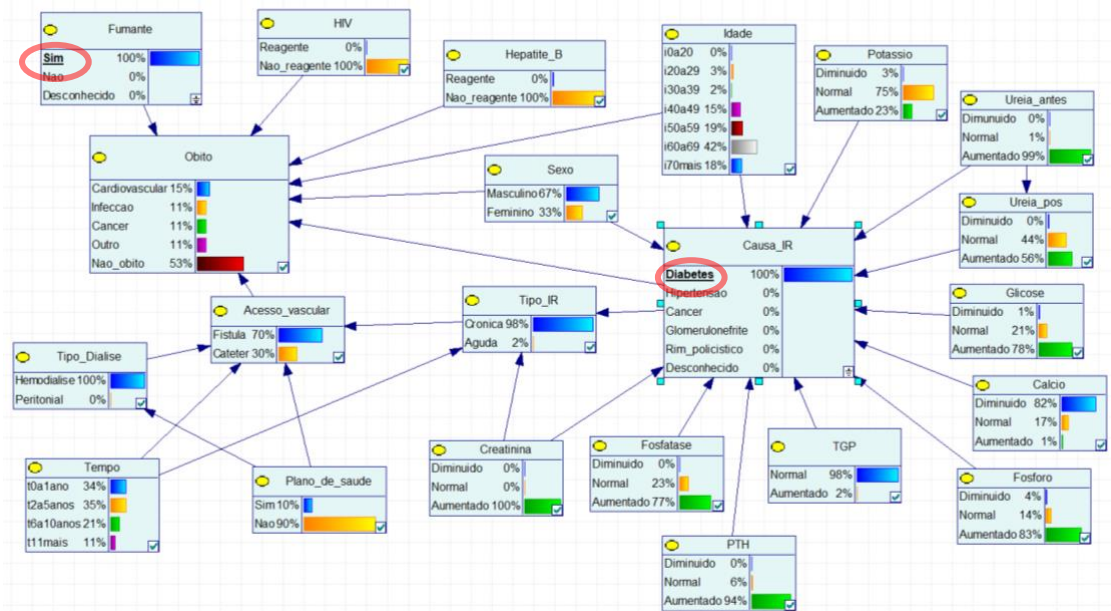 Fumante
Sim 100%
Nao 0%
Desconhecido 0%
HIV
Reagente 0%
Nao_reagente 100%
Hepatite_B
Reagente 0%
Nao_reagente 100%
Idade
i0a20 0%
i20a29 3%
i30a39 2%
i40a49 15%
i50a59 19%
i60a69 42%
i70mais 18%
Potassio
Diminuido 3%
Normal 75%
Aumentado 23%
Ureia_antes
Dimunuido 0%
Normal 1%
Aumentado 99%
Obito
Cardiovascular 15%
Infeccao 11%
Cancer 11%
Outro 11%
Nao_obito 53%
Sexo
Masculino 67%
Feminino 33%
Ureia_pos
Diminuido 0%
Normal 44%
Aumentado 56%
Causa_IR
Diabetes 100%
Hipertensao 0%
Cancer 0%
Glomerulonefrite 0%
Rim_policistico 0%
Desconhecido 0%
Acesso_vascular
Fistula 70%
Cateter 30%
Tipo_IR
Cronica 98%
Aguda 2%
Glicose
Diminuido 1%
Normal 21%
Aumentado 78%
Tipo_Dialise
Hemodialise 100%
Peritonial 0%
Calcio
Diminuido 82%
Normal 17%
Aumentado 1%
Tempo
t0a1ano 34%
t2a5anos 35%
t6a10anos 21%
t11mais 11%
Plano_de_saude
Sim 10%
Nao 90%
Creatinina
Diminuido 0%
Normal 0%
Aumentado 100%
Fosfatase
Diminuido 0%
Normal 23%
Aumentado 77%
TGP
Normal 98%
Aumentado 2%
Fosforo
Diminuido 4%
Normal 14%
Aumentado 83%
PTH
Diminuido 0%
Normal 6%
Aumentado 94%